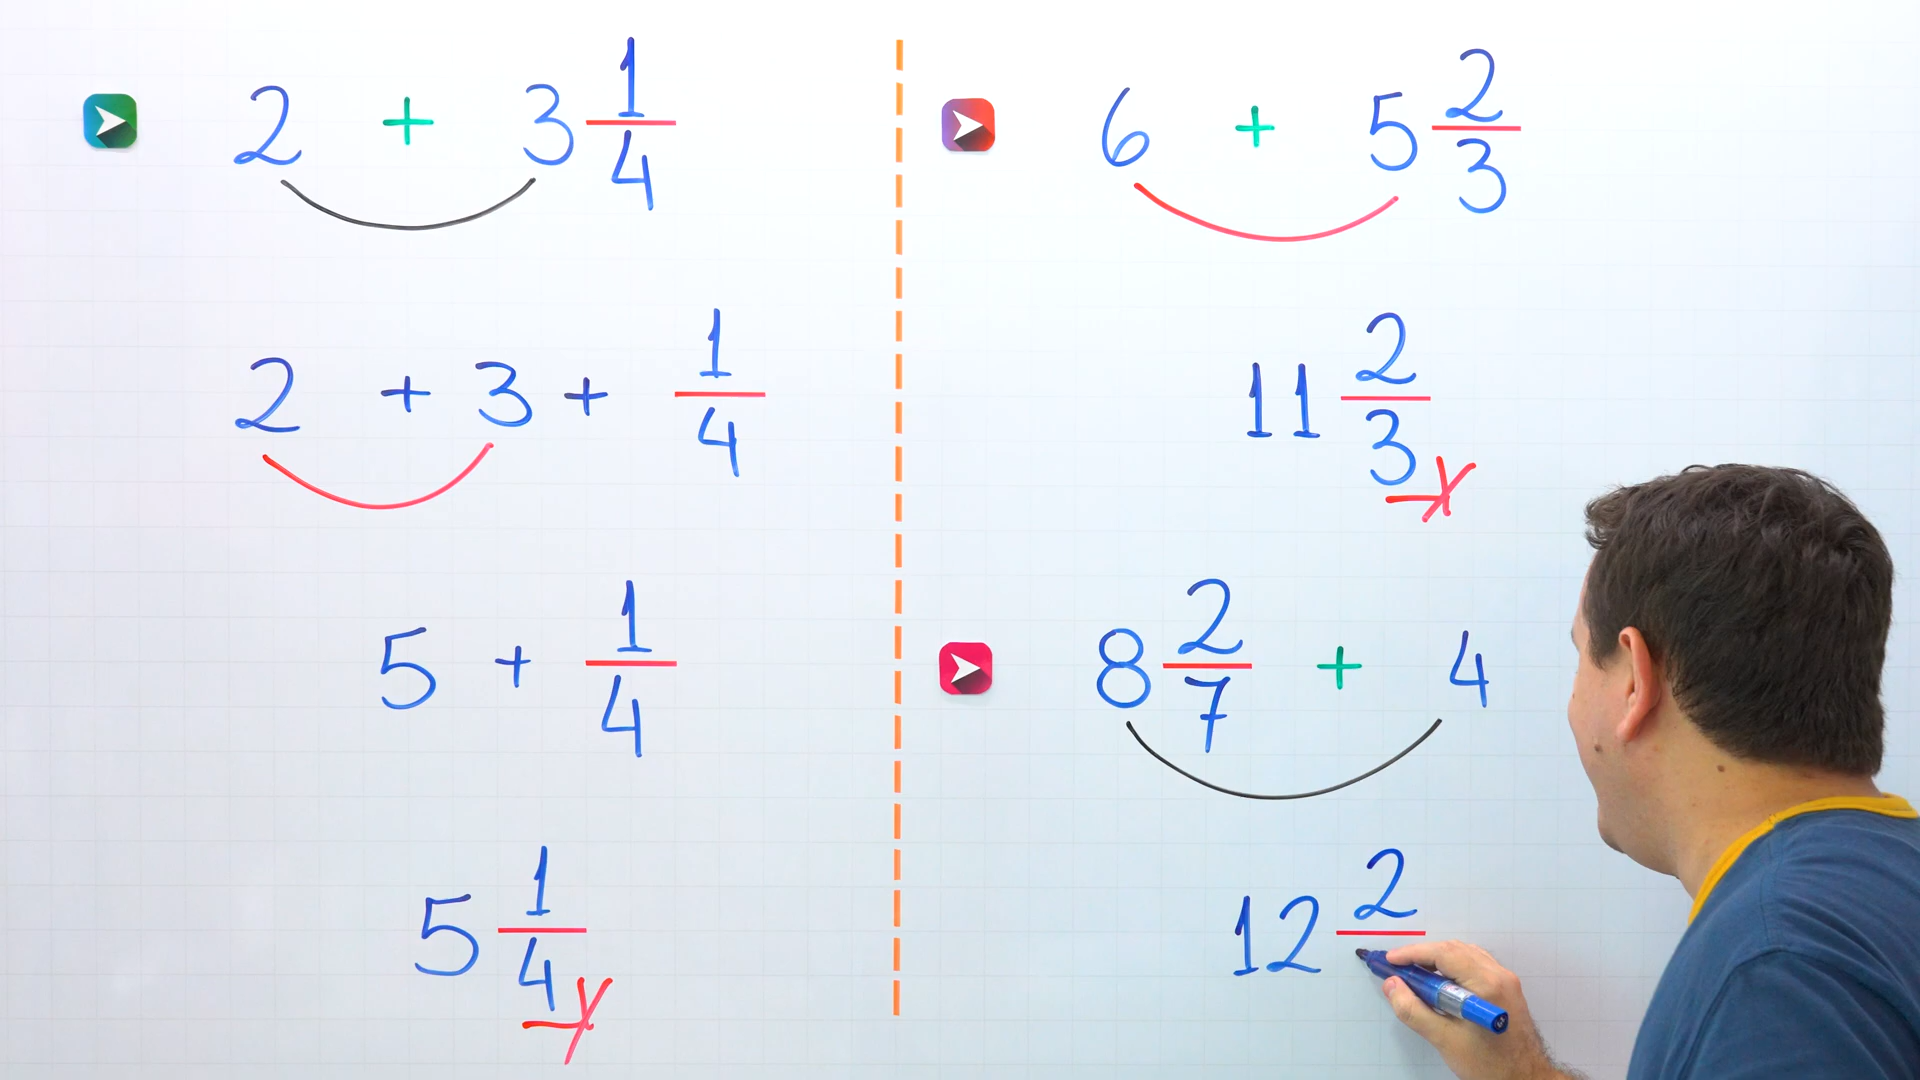 2 + 3 1/4
2 + 3 + 1/4
5 + 1/4
5 1/4
6 + 5 2/3
11 2/3
8 2/7 + 4
12 2/